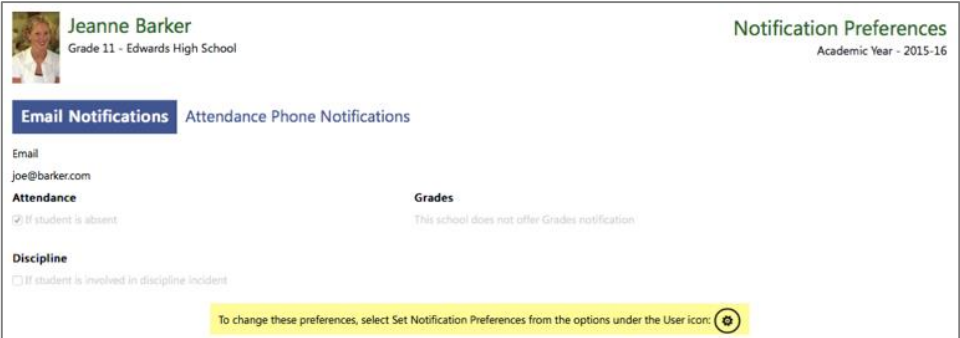 Jeanne Barker
Grade 11 - Edwards High School
Notification Preferences
Academic Year - 2015-16
Email Notifications
Attendance Phone Notifications
Email
joe@barker.com
Attendance
If student is absent
Grades
This school does not offer Grades notification
Discipline
If student is involved in discipline incident
To change these preferences, select Set Notification Preferences from the options under the User icon: